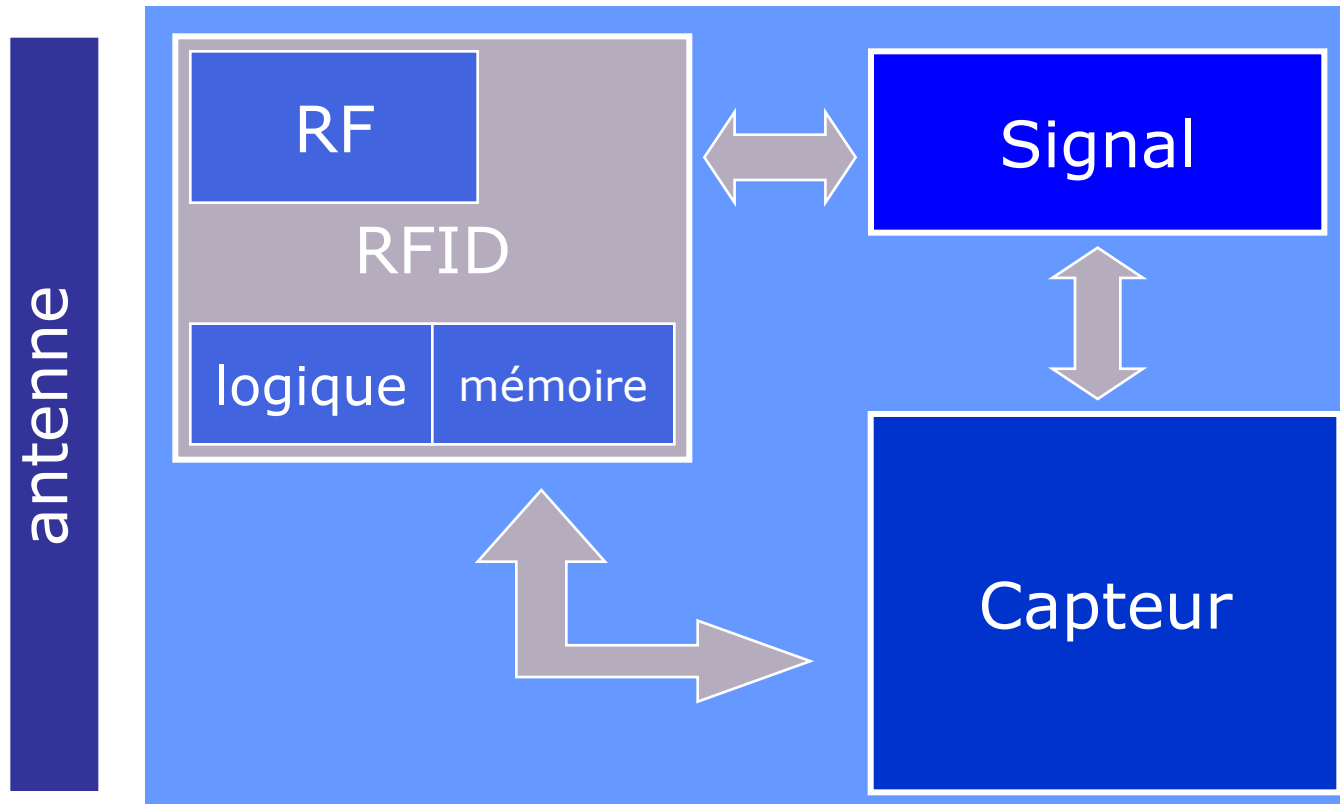 antenne
RF
RFID
logique
mémoire
Signal
Capteur